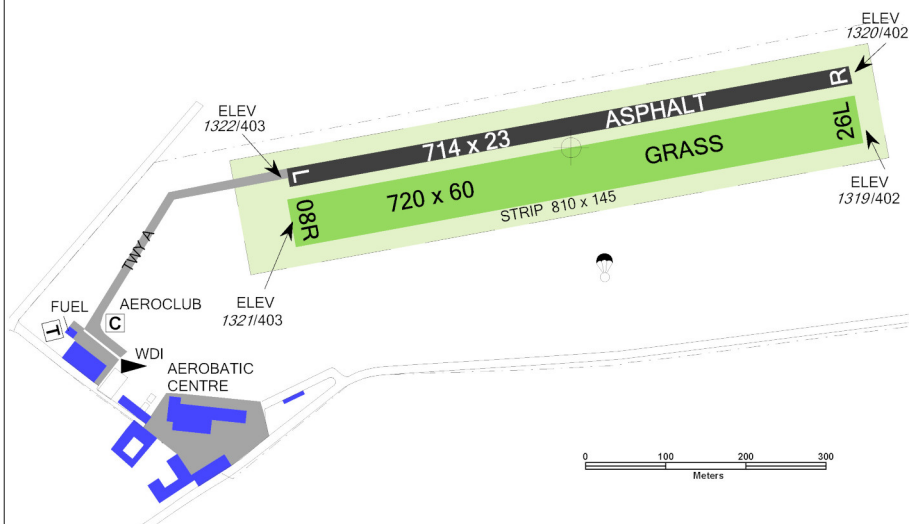 ELEV
1320/402
R
ASPHALT
ELEV
1322/403
714 x 23
L
26L
GRASS
720 x 60
STRIP 810 x 145
08R
ELEV
1319/402
TWY A
ELEV
1321/403
FUEL
AEROCLUB
T
C
WDI
AEROBATIC
CENTRE
0 100 200 300
Meters